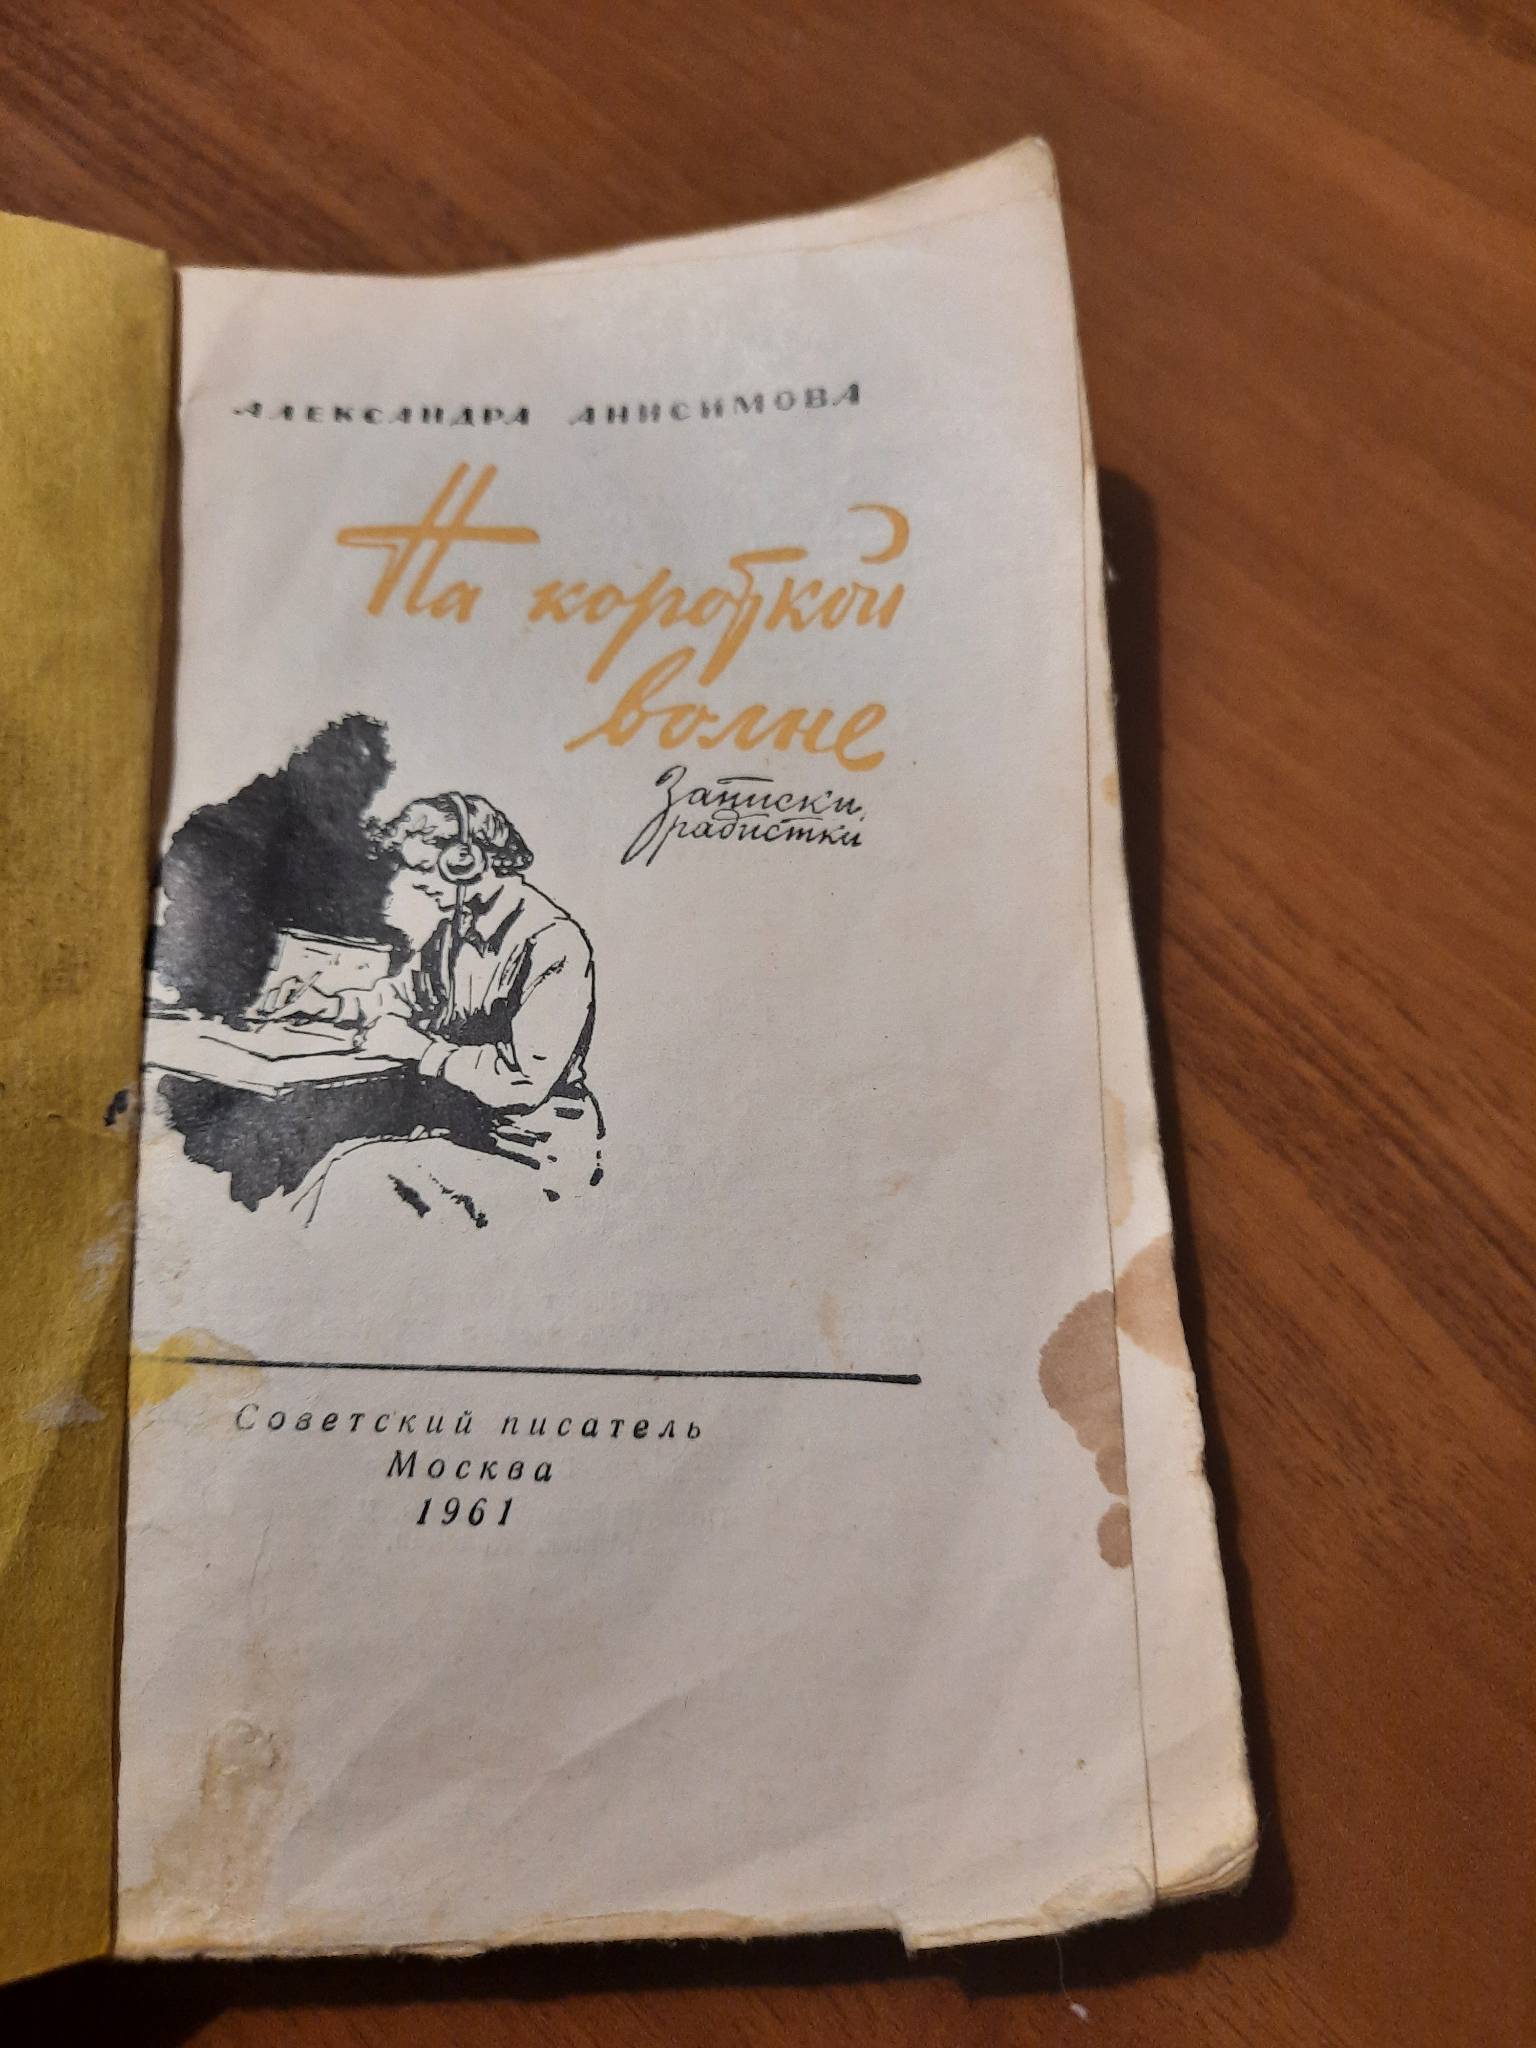 АЛЕКСАНДРА АНИСИМОВА
На короткой
волне
Записки
радистки
Советский писатель
Москва
1961